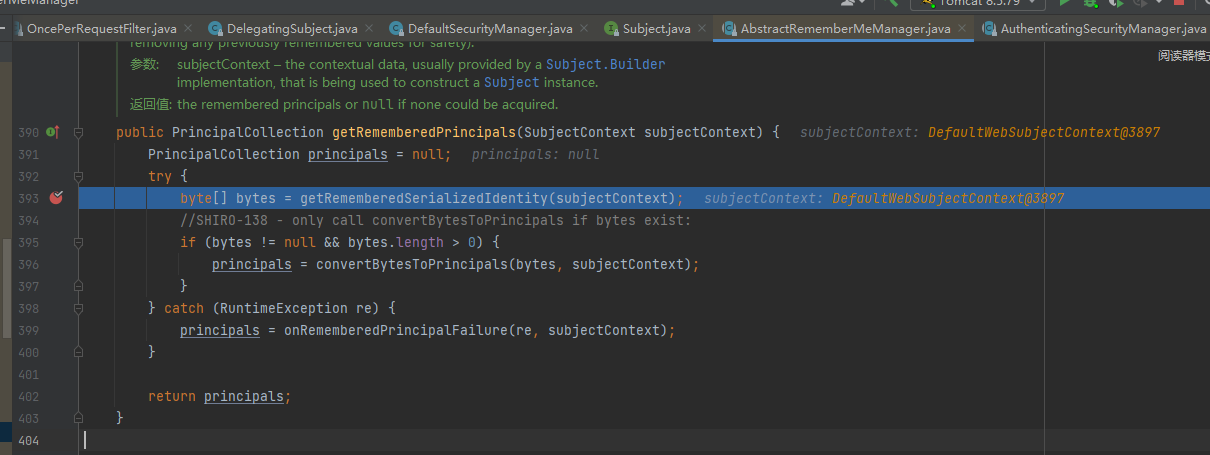 erMeManager
Tomcat 8.5.79
OncePerRequestFilter.java × DelegatingSubject.java × DefaultSecurityManager.java × Subject.java × AbstractRememberMeManager.java × AuthenticatingSecurityManager.java
removing any previously remembered values for safety).
阅读器模式
参数: subjectContext – the contextual data, usually provided by a Subject.Builder
implementation, that is being used to construct a Subject instance.
返回值: the remembered principals or null if none could be acquired.
390 public PrincipalCollection getRememberedPrincipals(SubjectContext subjectContext) { subjectContext: DefaultWebSubjectContext@3897
391 PrincipalCollection principals = null; principals: null
392 try {
393 byte[] bytes = getRememberedSerializedIdentity(subjectContext); subjectContext: DefaultWebSubjectContext@3897
394 //SHIRO-138 - only call convertBytesToPrincipals if bytes exist:
395 if (bytes != null && bytes.length > 0) {
396 principals = convertBytesToPrincipals(bytes, subjectContext);
397 }
398 } catch (RuntimeException re) {
399 principals = onRememberedPrincipalFailure(re, subjectContext);
400 }
401
402 return principals;
403 }
404